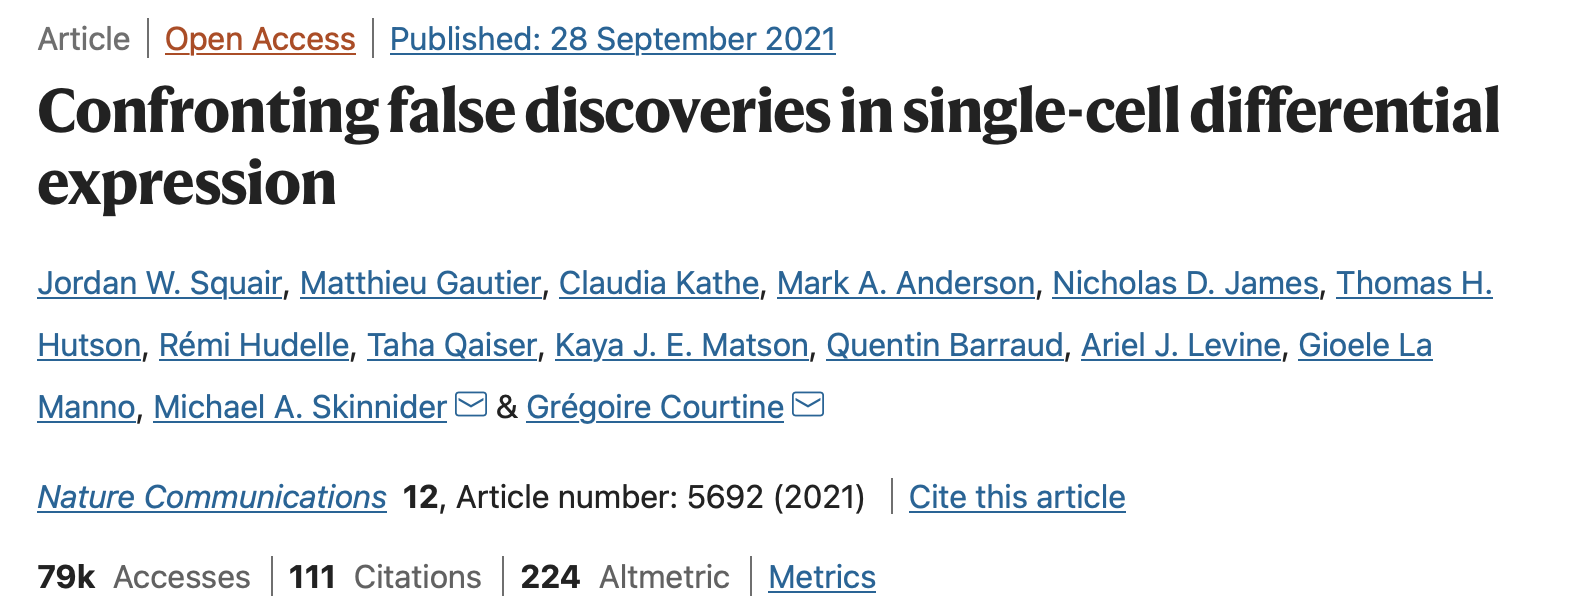 Article | Open Access | Published: 28 September 2021
Confronting false discoveries in single-cell differential
expression
Jordan W. Squair, Matthieu Gautier, Claudia Kathe, Mark A. Anderson, Nicholas D. James, Thomas H.
Hutson, Rémi Hudelle, Taha Qaiser, Kaya J. E. Matson, Quentin Barraud, Ariel J. Levine, Gioele La
Manno, Michael A. Skinnider & Grégoire Courtine
Nature Communications 12, Article number: 5692 (2021) | Cite this article
79k Accesses | 111 Citations | 224 Altmetric | Metrics